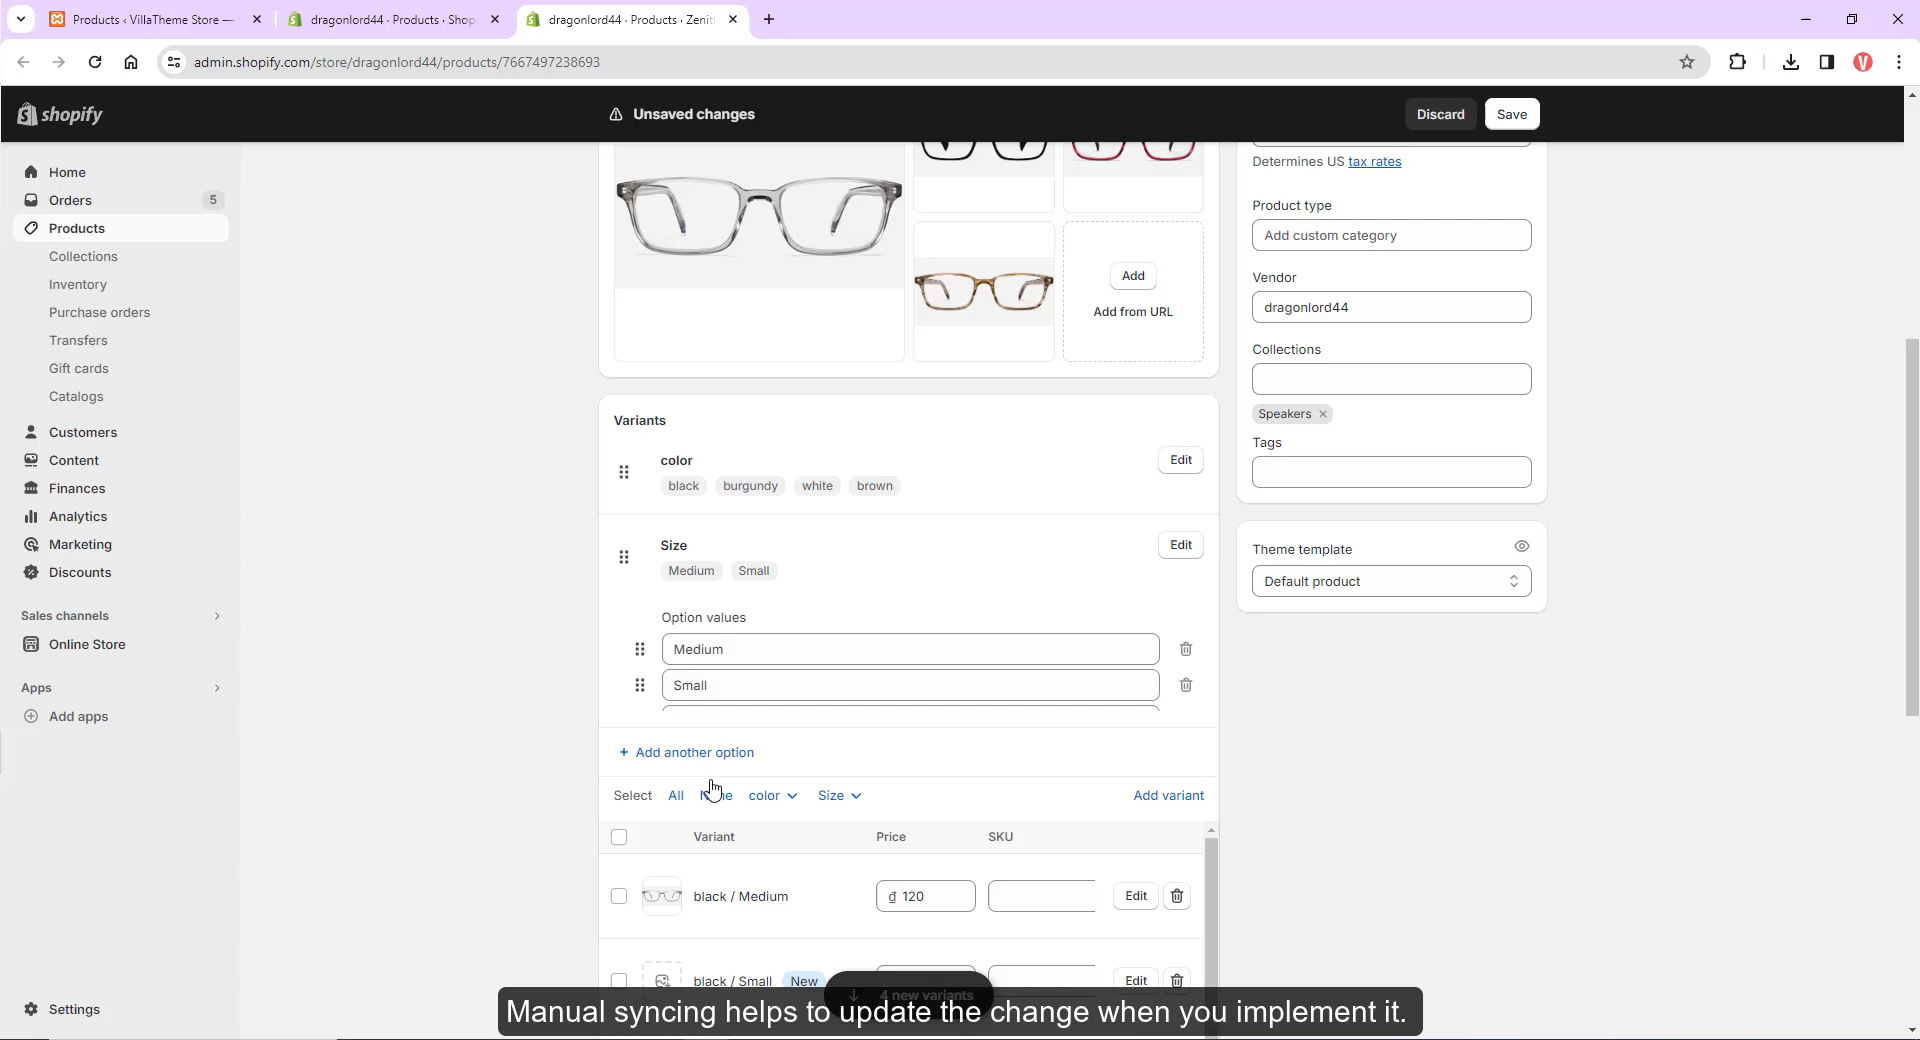 Products ‹ VillaTheme Store —
dragonlord44 · Products · Shop
dragonlord44 · Products · Zenit
admin.shopify.com/store/dragonlord44/products/7667497238693
V
shopify
Unsaved changes
Discard
Save
Home
Orders
5
Products
Collections
Inventory
Purchase orders
Transfers
Gift cards
Catalogs
Customers
Content
Finances
Analytics
Marketing
Discounts
Sales channels
Online Store
Apps
Add apps
Settings
Add
Add from URL
Variants
color
Edit
black
burgundy
white
brown
Size
Edit
Medium
Small
Option values
Medium
Small
+ Add another option
Select
All
color
Size
Add variant
Variant
Price
SKU
black / Medium
₫ 120
Edit
black / Small
New
Edit
4 new variants
Determines US tax rates
Product type
Add custom category
Vendor
dragonlord44
Collections
Speakers
Tags
Theme template
Default product
Manual syncing helps to update the change when you implement it.